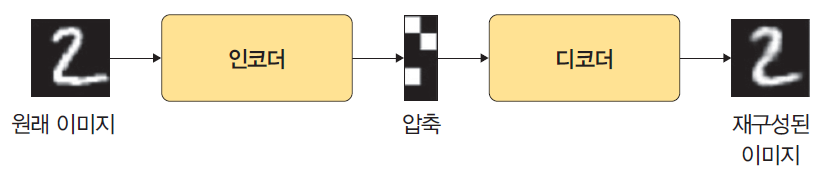 인코더
디코더
원래 이미지
압축
재구성된
이미지